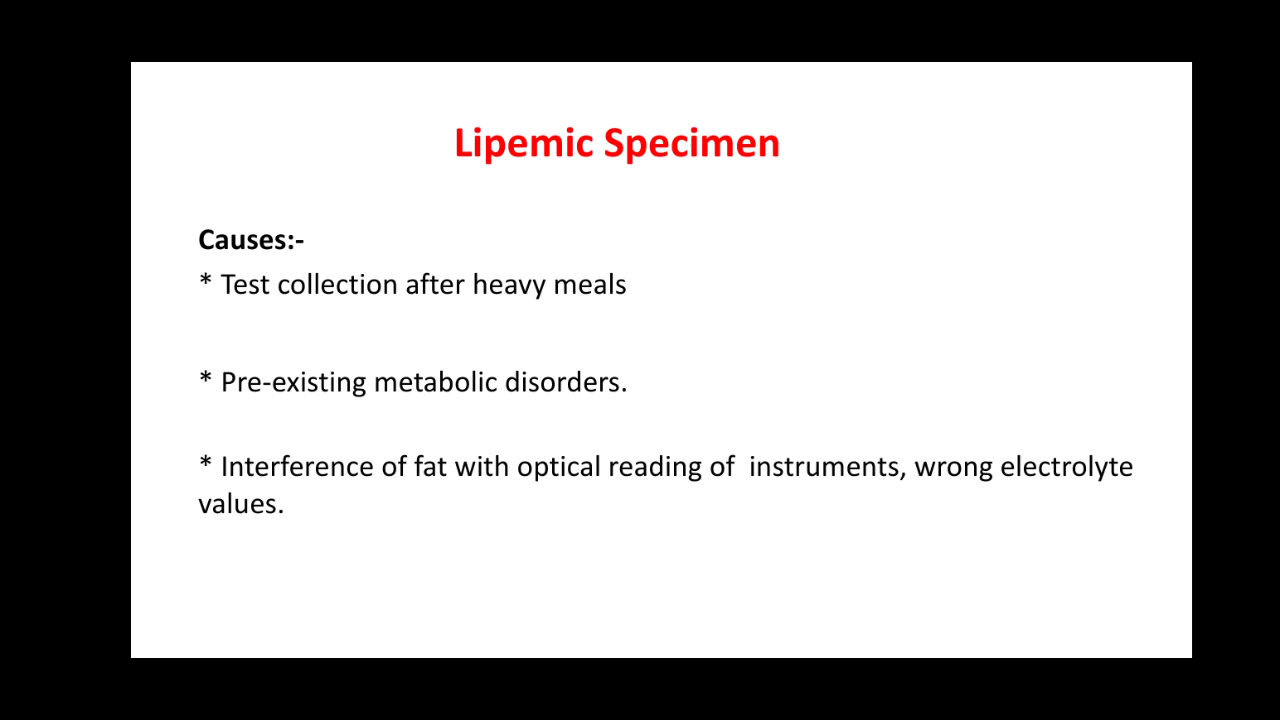 Lipemic Specimen
Causes:-
* Test collection after heavy meals
* Pre-existing metabolic disorders.
* Interference of fat with optical reading of  instruments, wrong electrolyte
values.